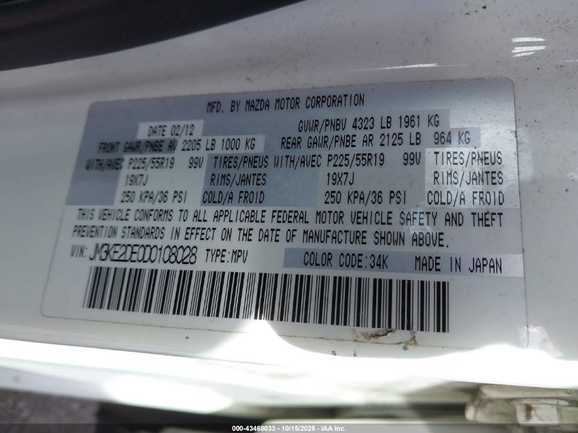 MFD. BY MAZDA MOTOR CORPORATION
DATE 02/12 GVWR/PNBV 4323 LB 1961 KG
FRONT GAWR/PNBE AV 2205 LB 1000 KG REAR GAWR/PNBE AR 2125 LB 964 KG
WITH/AVEC P225/55R19 99V TIRES/PNEUS WITH/AVEC P225/55R19 99V TIRES/PNEUS
19X7J RIMS/JANTES 19X7J RIMS/JANTES
250 KPA/36 PSI COLD/A FROID 250 KPA/36 PSI COLD/A FROID
THIS VEHICLE CONFORMS TO ALL APPLICABLE FEDERAL MOTOR VEHICLE SAFETY AND THEFT
PREVENTION STANDARDS IN EFFECT ON THE DATE OF MANUFACTURE SHOWN ABOVE.
VIN: JM3KE2DE0D0108028 TYPE:MPV COLOR CODE:34K MADE IN JAPAN
000-43468033 - 10/15/2025 - IAA Inc.